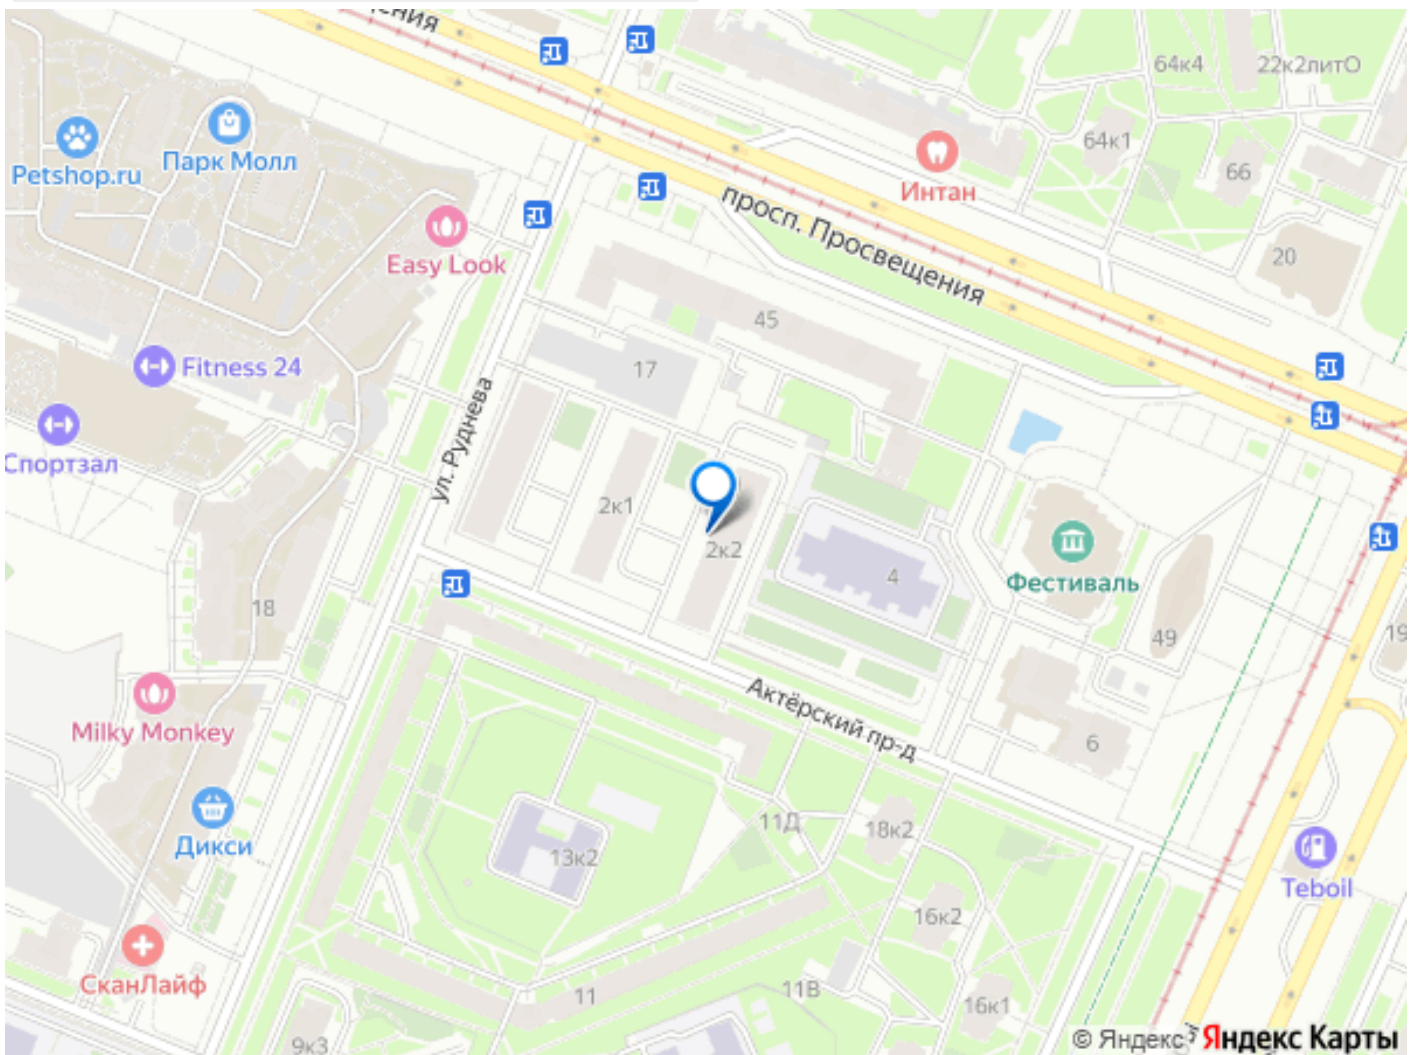 64к4
22к2литО
64к1
Парк Молл
Petshop.ru
Интан
66
просп. Просвещения
20
Easy Look
45
Fitness 24
17
ул. Руднева
Спортзал
2к1
2к2
4
Фестиваль
18
49
19
Milky Monkey
Актёрский пр-д
6
11Д
18к2
Дикси
13к2
Teboil
16к2
СканЛайф
11
11В
16к1
9к3
© Яндекс Яндекс Карты